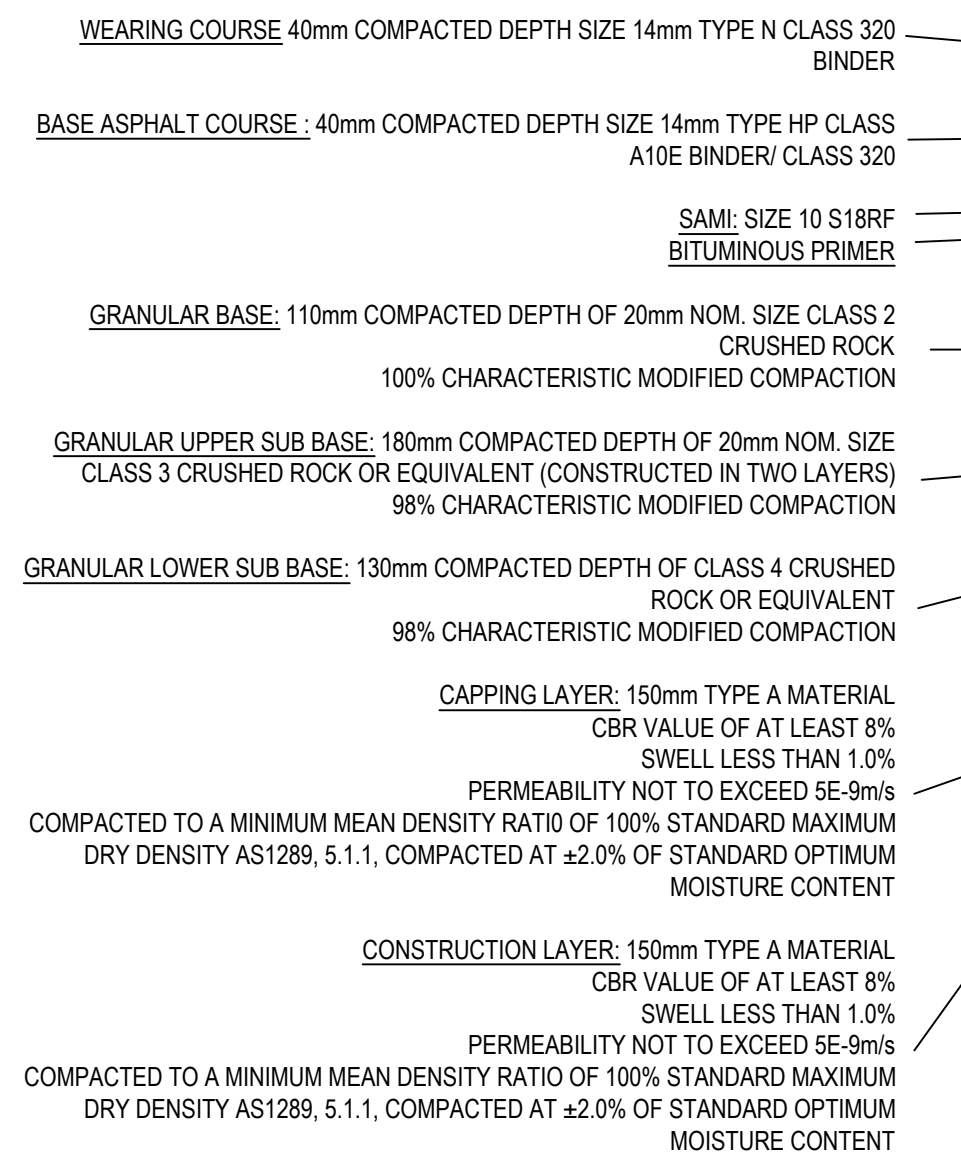 WEARING COURSE 40mm COMPACTED DEPTH SIZE 14mm TYPE N CLASS 320
BINDER
BASE ASPHALT COURSE : 40mm COMPACTED DEPTH SIZE 14mm TYPE HP CLASS
A10E BINDER/ CLASS 320
SAMI: SIZE 10 S18RF
BITUMINOUS PRIMER
GRANULAR BASE: 110mm COMPACTED DEPTH OF 20mm NOM. SIZE CLASS 2
CRUSHED ROCK
100% CHARACTERISTIC MODIFIED COMPACTION
GRANULAR UPPER SUB BASE: 180mm COMPACTED DEPTH OF 20mm NOM. SIZE
CLASS 3 CRUSHED ROCK OR EQUIVALENT (CONSTRUCTED IN TWO LAYERS)
98% CHARACTERISTIC MODIFIED COMPACTION
GRANULAR LOWER SUB BASE: 130mm COMPACTED DEPTH OF CLASS 4 CRUSHED
ROCK OR EQUIVALENT
98% CHARACTERISTIC MODIFIED COMPACTION
CAPPING LAYER: 150mm TYPE A MATERIAL
CBR VALUE OF AT LEAST 8%
SWELL LESS THAN 1.0%
PERMEABILITY NOT TO EXCEED 5E-9m/s
COMPACTED TO A MINIMUM MEAN DENSITY RATI0 OF 100% STANDARD MAXIMUM
DRY DENSITY AS1289, 5.1.1, COMPACTED AT ±2.0% OF STANDARD OPTIMUM
MOISTURE CONTENT
CONSTRUCTION LAYER: 150mm TYPE A MATERIAL
CBR VALUE OF AT LEAST 8%
SWELL LESS THAN 1.0%
PERMEABILITY NOT TO EXCEED 5E-9m/s
COMPACTED TO A MINIMUM MEAN DENSITY RATIO OF 100% STANDARD MAXIMUM
DRY DENSITY AS1289, 5.1.1, COMPACTED AT ±2.0% OF STANDARD OPTIMUM
MOISTURE CONTENT